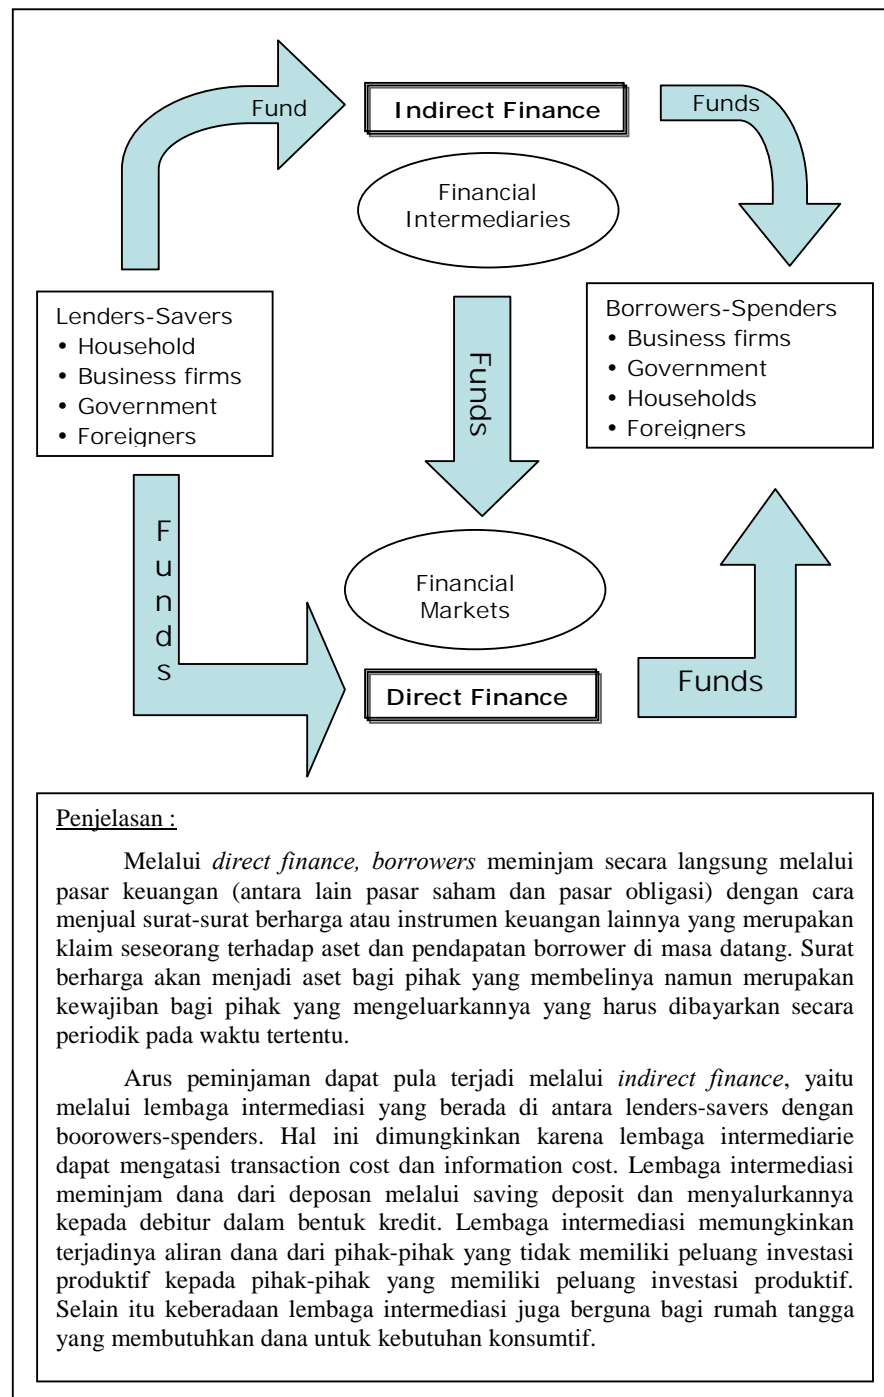 Fund
Indirect Finance
Funds
Financial
Intermediaries
Lenders-Savers
• Household
• Business firms
• Government
• Foreigners
Funds
Borrowers-Spenders
• Business firms
• Government
• Households
• Foreigners
Funds
Financial
Markets
Direct Finance
Funds
Penjelasan :
Melalui direct finance, borrowers meminjam secara langsung melalui
pasar keuangan (antara lain pasar saham dan pasar obligasi) dengan cara
menjual surat-surat berharga atau instrumen keuangan lainnya yang merupakan
klaim seseorang terhadap aset dan pendapatan borrower di masa datang. Surat
berharga akan menjadi aset bagi pihak yang membelinya namun merupakan
kewajiban bagi pihak yang mengeluarkannya yang harus dibayarkan secara
periodik pada waktu tertentu.
Arus peminjaman dapat pula terjadi melalui indirect finance, yaitu
melalui lembaga intermediasi yang berada di antara lenders-savers dengan
boorowers-spenders. Hal ini dimungkinkan karena lembaga intermediarie
dapat mengatasi transaction cost dan information cost. Lembaga intermediasi
meminjam dana dari deposan melalui saving deposit dan menyalurkannya
kepada debitur dalam bentuk kredit. Lembaga intermediasi memungkinkan
terjadinya aliran dana dari pihak-pihak yang tidak memiliki peluang investasi
produktif kepada pihak-pihak yang memiliki peluang investasi produktif.
Selain itu keberadaan lembaga intermediasi juga berguna bagi rumah tangga
yang membutuhkan dana untuk kebutuhan konsumtif.